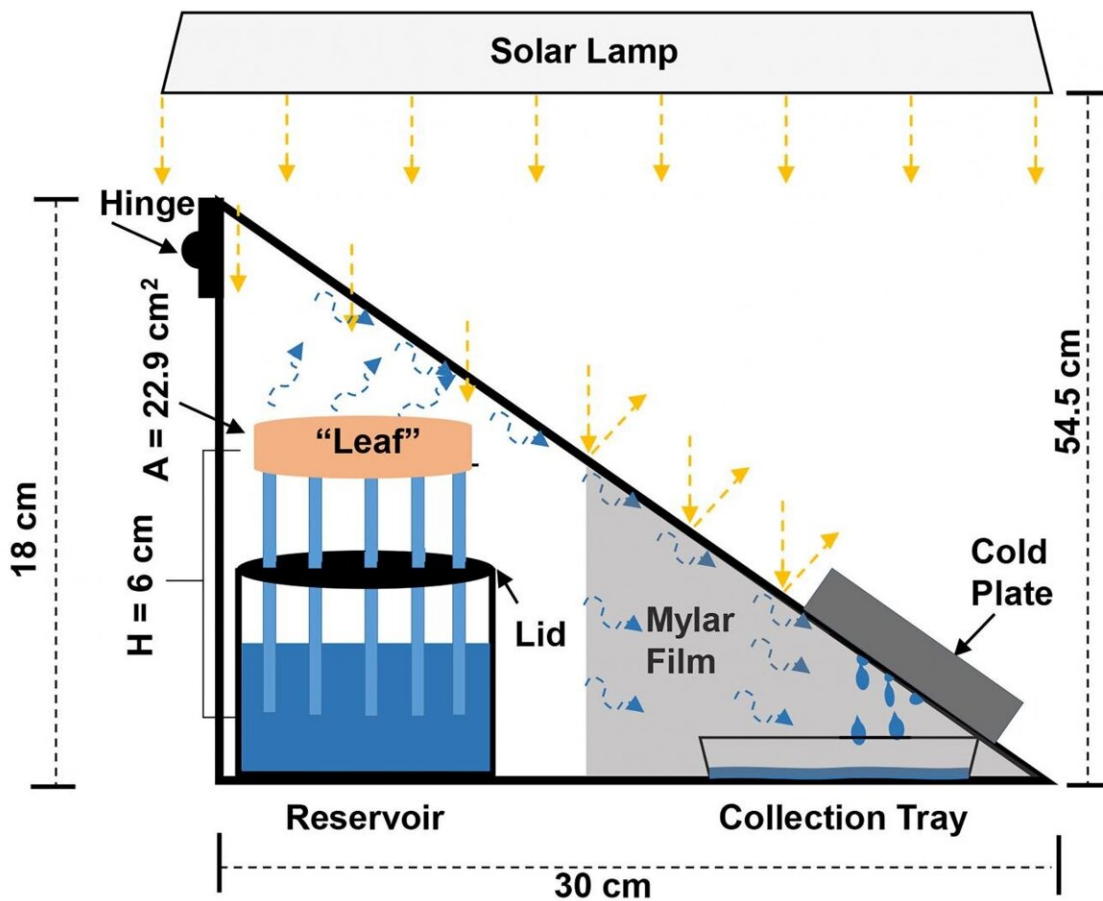 Solar Lamp
Hinge
A = 22.9 cm²
"Leaf"
18 cm
H = 6 cm
54.5 cm
Lid
Mylar
Film
Cold
Plate
Reservoir
Collection Tray
30 cm